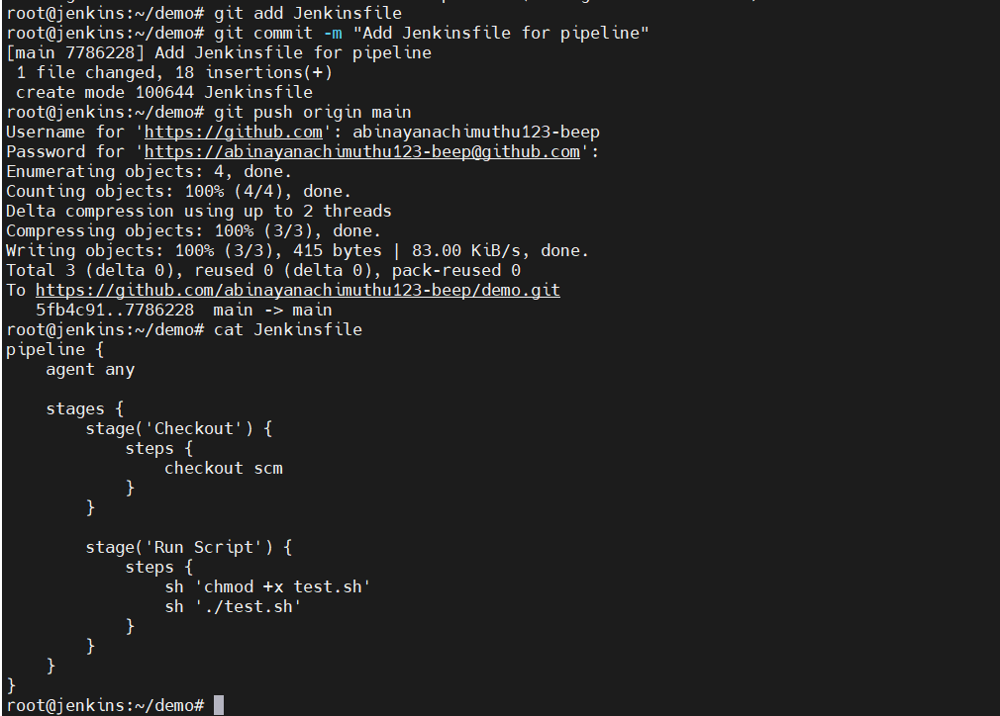 root@jenkins:~/demo# git add Jenkinsfile
root@jenkins:~/demo# git commit -m "Add Jenkinsfile for pipeline"
[main 7786228] Add Jenkinsfile for pipeline
 1 file changed, 18 insertions(+)
 create mode 100644 Jenkinsfile
root@jenkins:~/demo# git push origin main
Username for 'https://github.com': abinayanachimuthu123-beep
Password for 'https://abinayanachimuthu123-beep@github.com':
Enumerating objects: 4, done.
Counting objects: 100% (4/4), done.
Delta compression using up to 2 threads
Compressing objects: 100% (3/3), done.
Writing objects: 100% (3/3), 415 bytes | 83.00 KiB/s, done.
Total 3 (delta 0), reused 0 (delta 0), pack-reused 0
To https://github.com/abinayanachimuthu123-beep/demo.git
   5fb4c91..7786228  main -> main
root@jenkins:~/demo# cat Jenkinsfile
pipeline {
    agent any

    stages {
        stage('Checkout') {
            steps {
                checkout scm
            }
        }

        stage('Run Script') {
            steps {
                sh 'chmod +x test.sh'
                sh './test.sh'
            }
        }
    }
}
root@jenkins:~/demo#